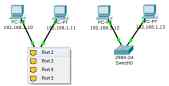 PC-PT PC-PT PC-PT PC-PT
192.168.1.10 192.168.1.11 192.168.1.12 192.168.1.13
Port 2
Port 3
Port 4
Port 5
2960-24
Switch0